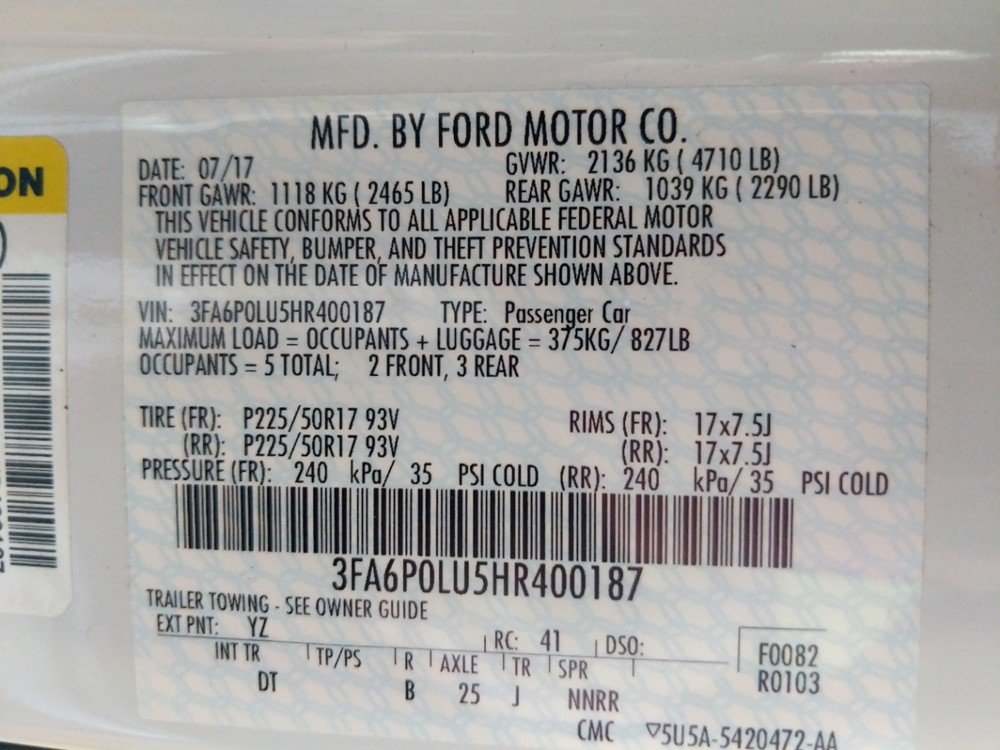 ON
MFD. BY FORD MOTOR CO.
DATE: 07/17 GVWR: 2136 KG ( 4710 LB)
FRONT GAWR: 1118 KG ( 2465 LB) REAR GAWR: 1039 KG ( 2290 LB)
THIS VEHICLE CONFORMS TO ALL APPLICABLE FEDERAL MOTOR
VEHICLE SAFETY, BUMPER, AND THEFT PREVENTION STANDARDS
IN EFFECT ON THE DATE OF MANUFACTURE SHOWN ABOVE.
VIN: 3FA6P0LU5HR400187 TYPE: Passenger Car
MAXIMUM LOAD = OCCUPANTS + LUGGAGE = 375KG/ 827LB
OCCUPANTS = 5 TOTAL; 2 FRONT, 3 REAR
TIRE (FR): P225/50R17 93V RIMS (FR): 17x7.5J
(RR): P225/50R17 93V (RR): 17x7.5J
PRESSURE (FR): 240 kPa/ 35 PSI COLD (RR): 240 kPa/ 35 PSI COLD
3FA6P0LU5HR400187
TRAILER TOWING - SEE OWNER GUIDE
EXT PNT: YZ RC: 41 DSO: F0082
INT TR TP/PS R AXLE TR SPR R0103
DT B 25 J NNRR
CMC ▽5U5A-5420472-AA